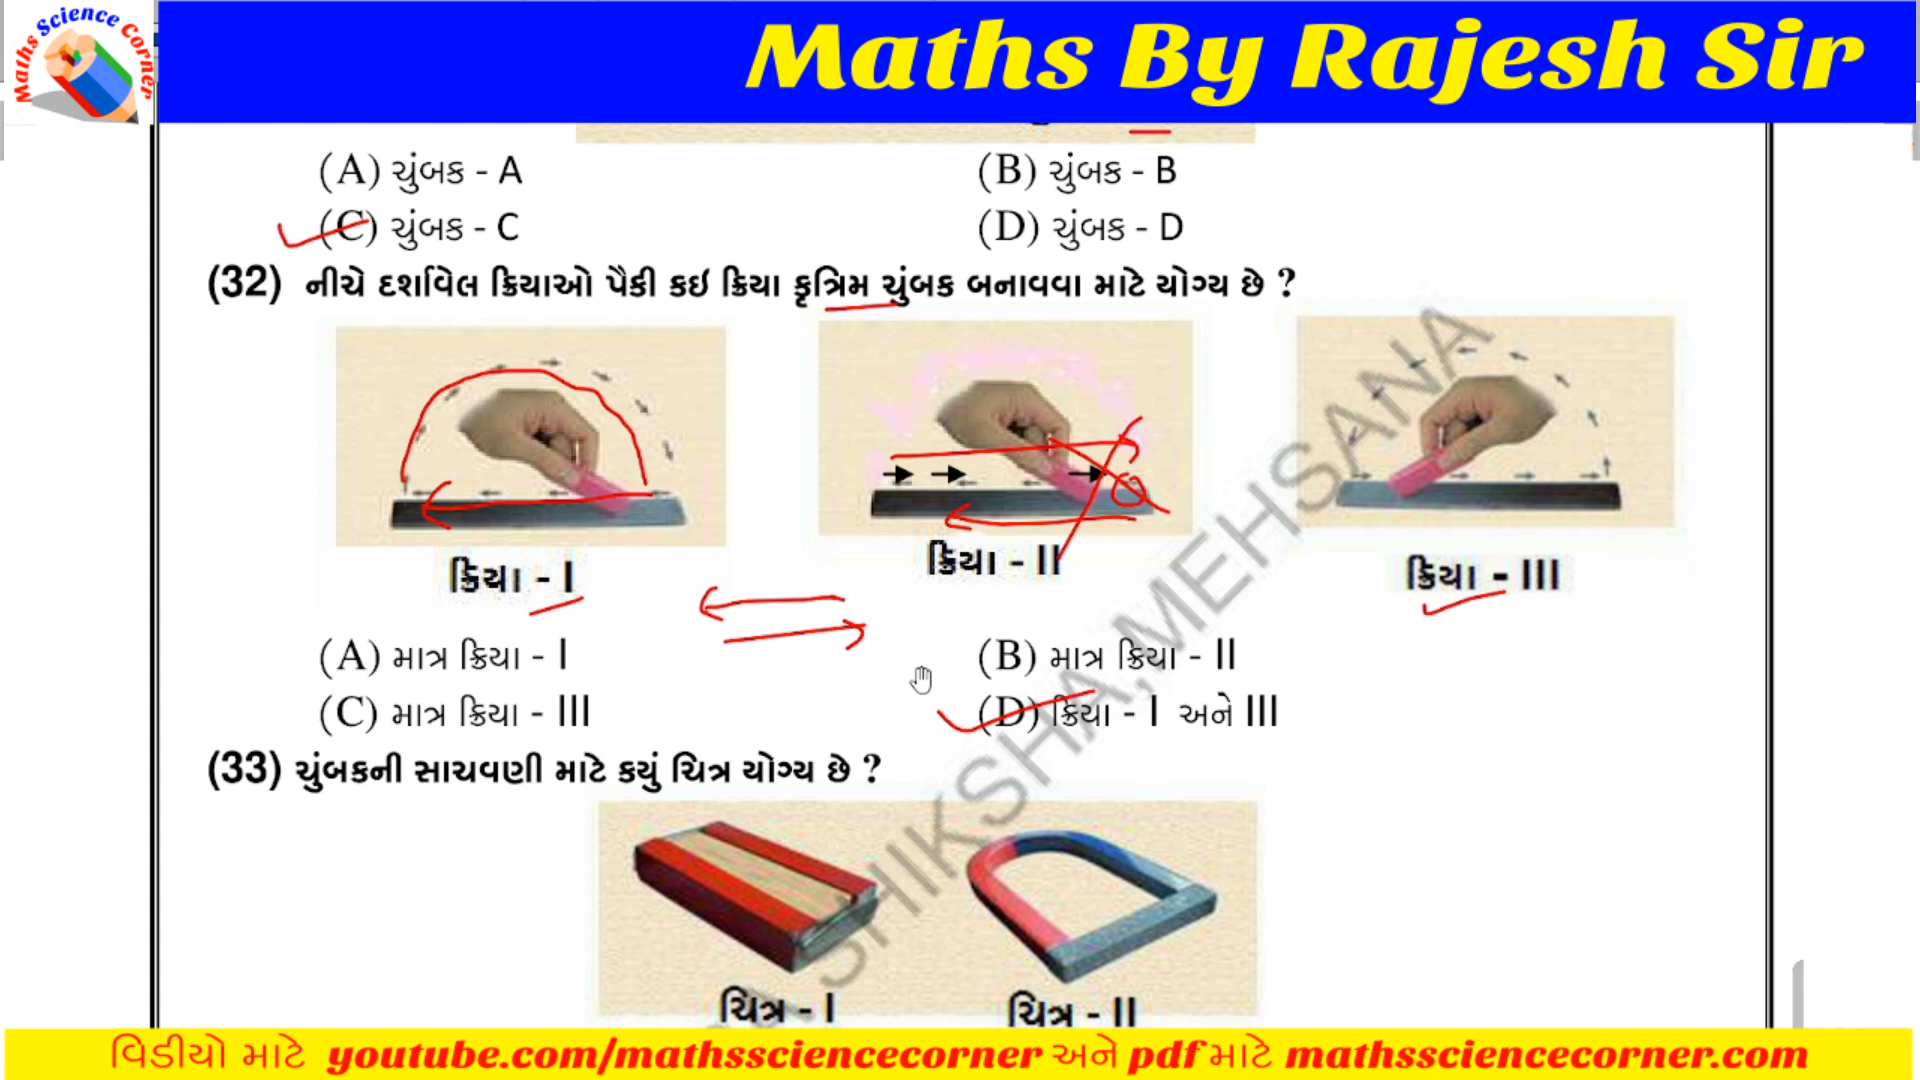 Maths Science Corner
Maths By Rajesh Sir
(A) ચુંબક - A
(B) ચુંબક - B
(C) ચુંબક - C
(D) ચુંબક - D
(32) નીચે દર્શાવેલ ક્રિયાઓ પૈકી કઇ ક્રિયા કૃત્રિમ ચુંબક બનાવવા માટે યોગ્ય છે ?
ક્રિયા - I
ક્રિયા - II
ક્રિયા - III
(A) માત્ર ક્રિયા - I
(B) માત્ર ક્રિયા - II
(C) માત્ર ક્રિયા - III
(D) ક્રિયા - I અને III
(33) ચુંબકની સાચવણી માટે કયું ચિત્ર યોગ્ય છે ?
ચિત્ર - I
ચિત્ર - II
SHIKSHA,MEHSANA
વિડીયો માટે youtube.com/mathssciencecorner અને pdf માટે mathssciencecorner.com